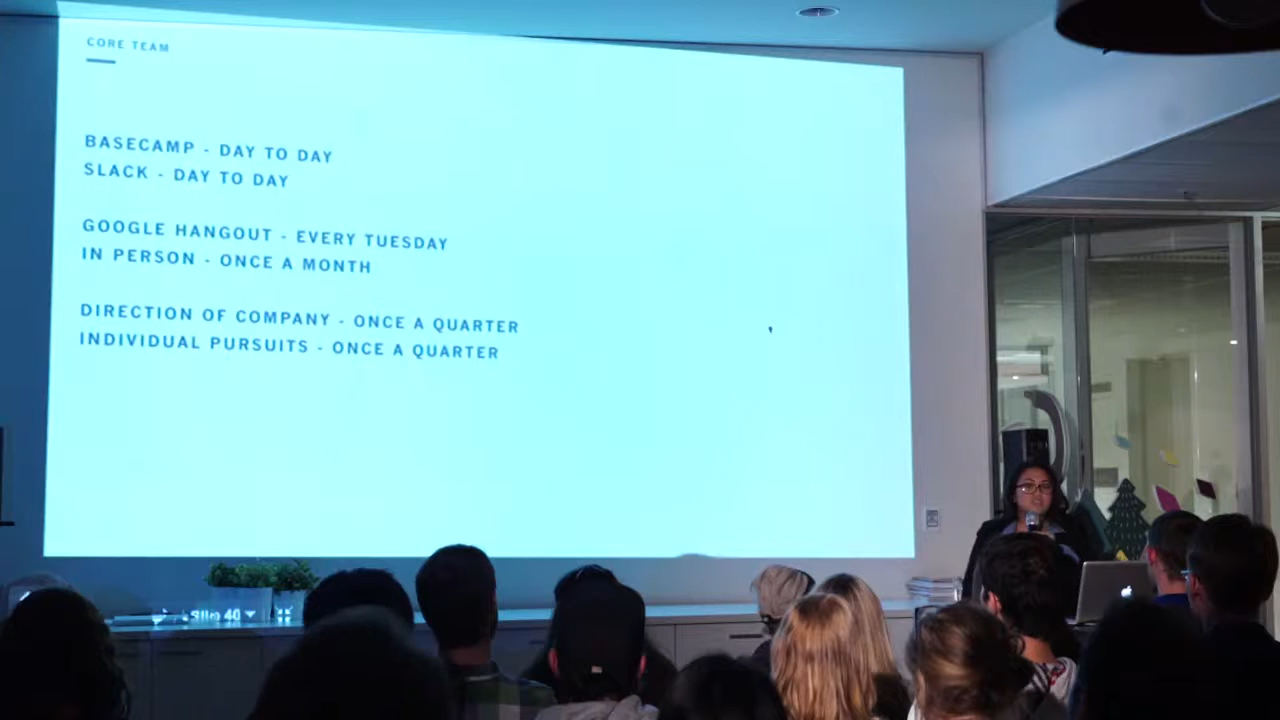 CORE TEAM
BASECAMP - DAY TO DAY
SLACK - DAY TO DAY
GOOGLE HANGOUT - EVERY TUESDAY
IN PERSON - ONCE A MONTH
DIRECTION OF COMPANY - ONCE A QUARTER
INDIVIDUAL PURSUITS - ONCE A QUARTER